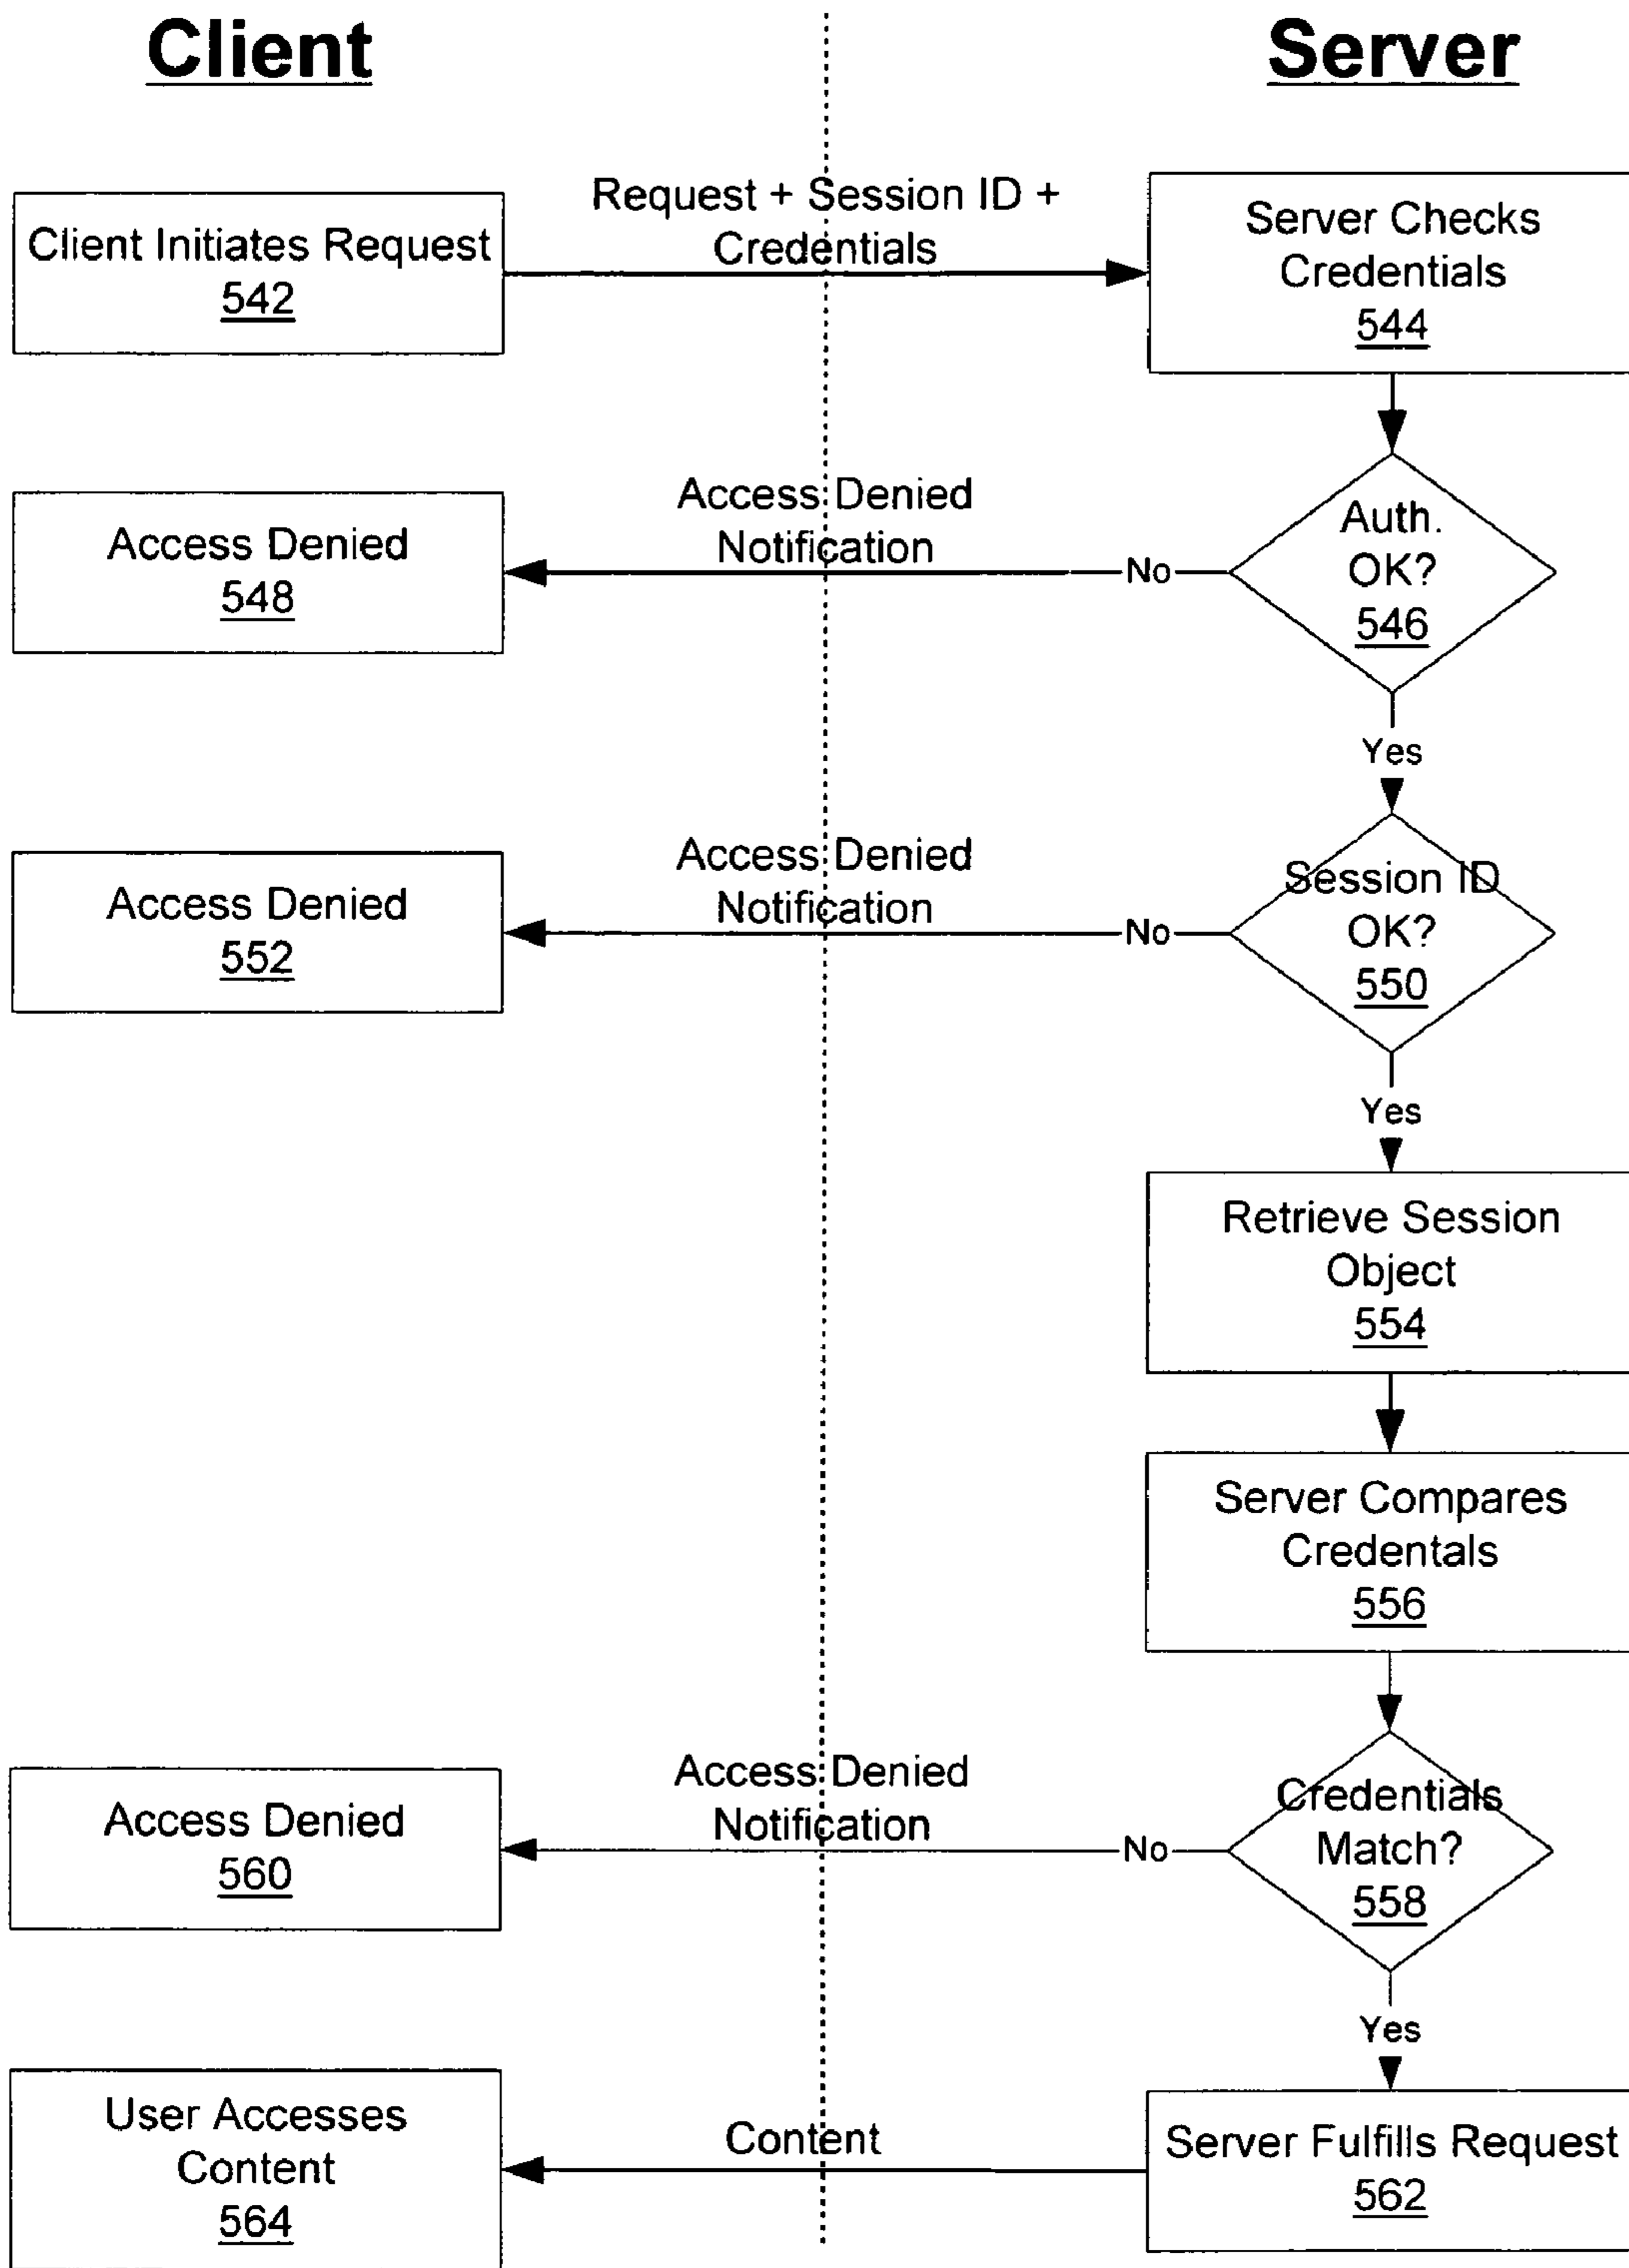 Client
Server
Client Initiates Request
542
Request + Session ID +
Credentials
Server Checks
Credentials
544
Access Denied
548
Access Denied
Notification
No
Auth.
OK?
546
Yes
Access Denied
552
Access Denied
Notification
No
Session ID
OK?
550
Yes
Retrieve Session
Object
554
Server Compares
Credentals
556
Access Denied
560
Access Denied
Notification
No
Credentials
Match?
558
Yes
User Accesses
Content
564
Content
Server Fulfills Request
562